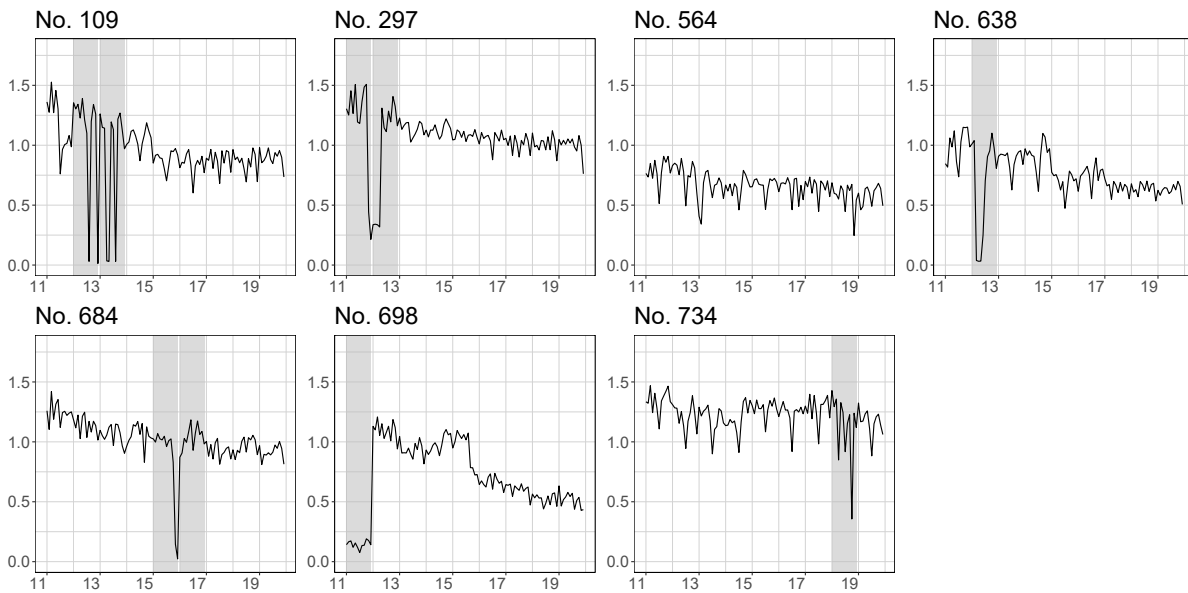 No. 109 No. 297 No. 564 No. 638
1.5 1.5 1.5 1.5
1.0 1.0 1.0 1.0
0.5 0.5 0.5 0.5
0.0 0.0 0.0 0.0
11 13 15 17 19 11 13 15 17 19 11 13 15 17 19 11 13 15 17 19
No. 684 No. 698 No. 734
1.5 1.5 1.5
1.0 1.0 1.0
0.5 0.5 0.5
0.0 0.0 0.0
11 13 15 17 19 11 13 15 17 19 11 13 15 17 19